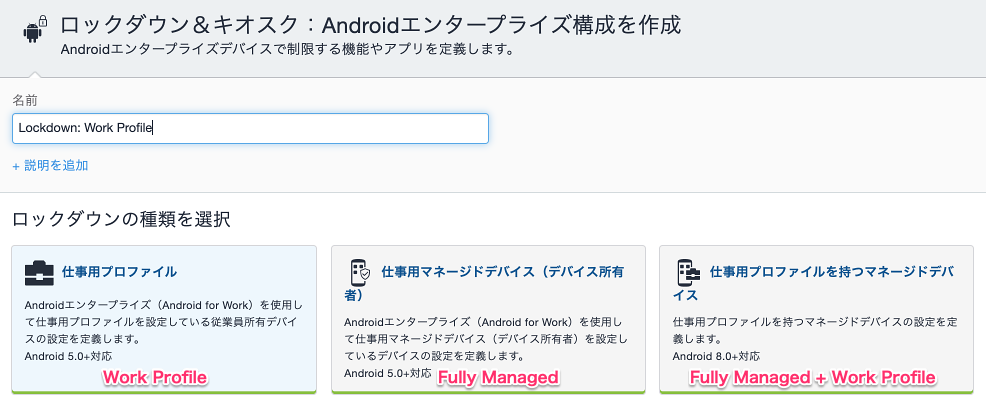 ロックダウン＆キオスク：Androidエンタープライズ構成を作成
Androidエンタープライズデバイスで制限する機能やアプリを定義します。
名前
Lockdown: Work Profile
+ 説明を追加
ロックダウンの種類を選択
仕事用プロファイル
Androidエンタープライズ（Android for Work）を使用し
て仕事用プロファイルを設定している従業員所有デバイ
スの設定を定義します。
Android 5.0+対応
Work Profile
仕事用マネージドデバイス（デバイス所有
者）
Androidエンタープライズ（Android for Work）を使用し
て仕事用マネージドデバイス（デバイス所有者）を設定し
ているデバイスの設定を定義します。
Android 5.0+対応
Fully Managed
仕事用プロファイルを持つマネージドデバ
イス
仕事用プロファイルを持つマネージドデバイスの設定を定
義します。
Android 8.0+対応
Fully Managed + Work Profile